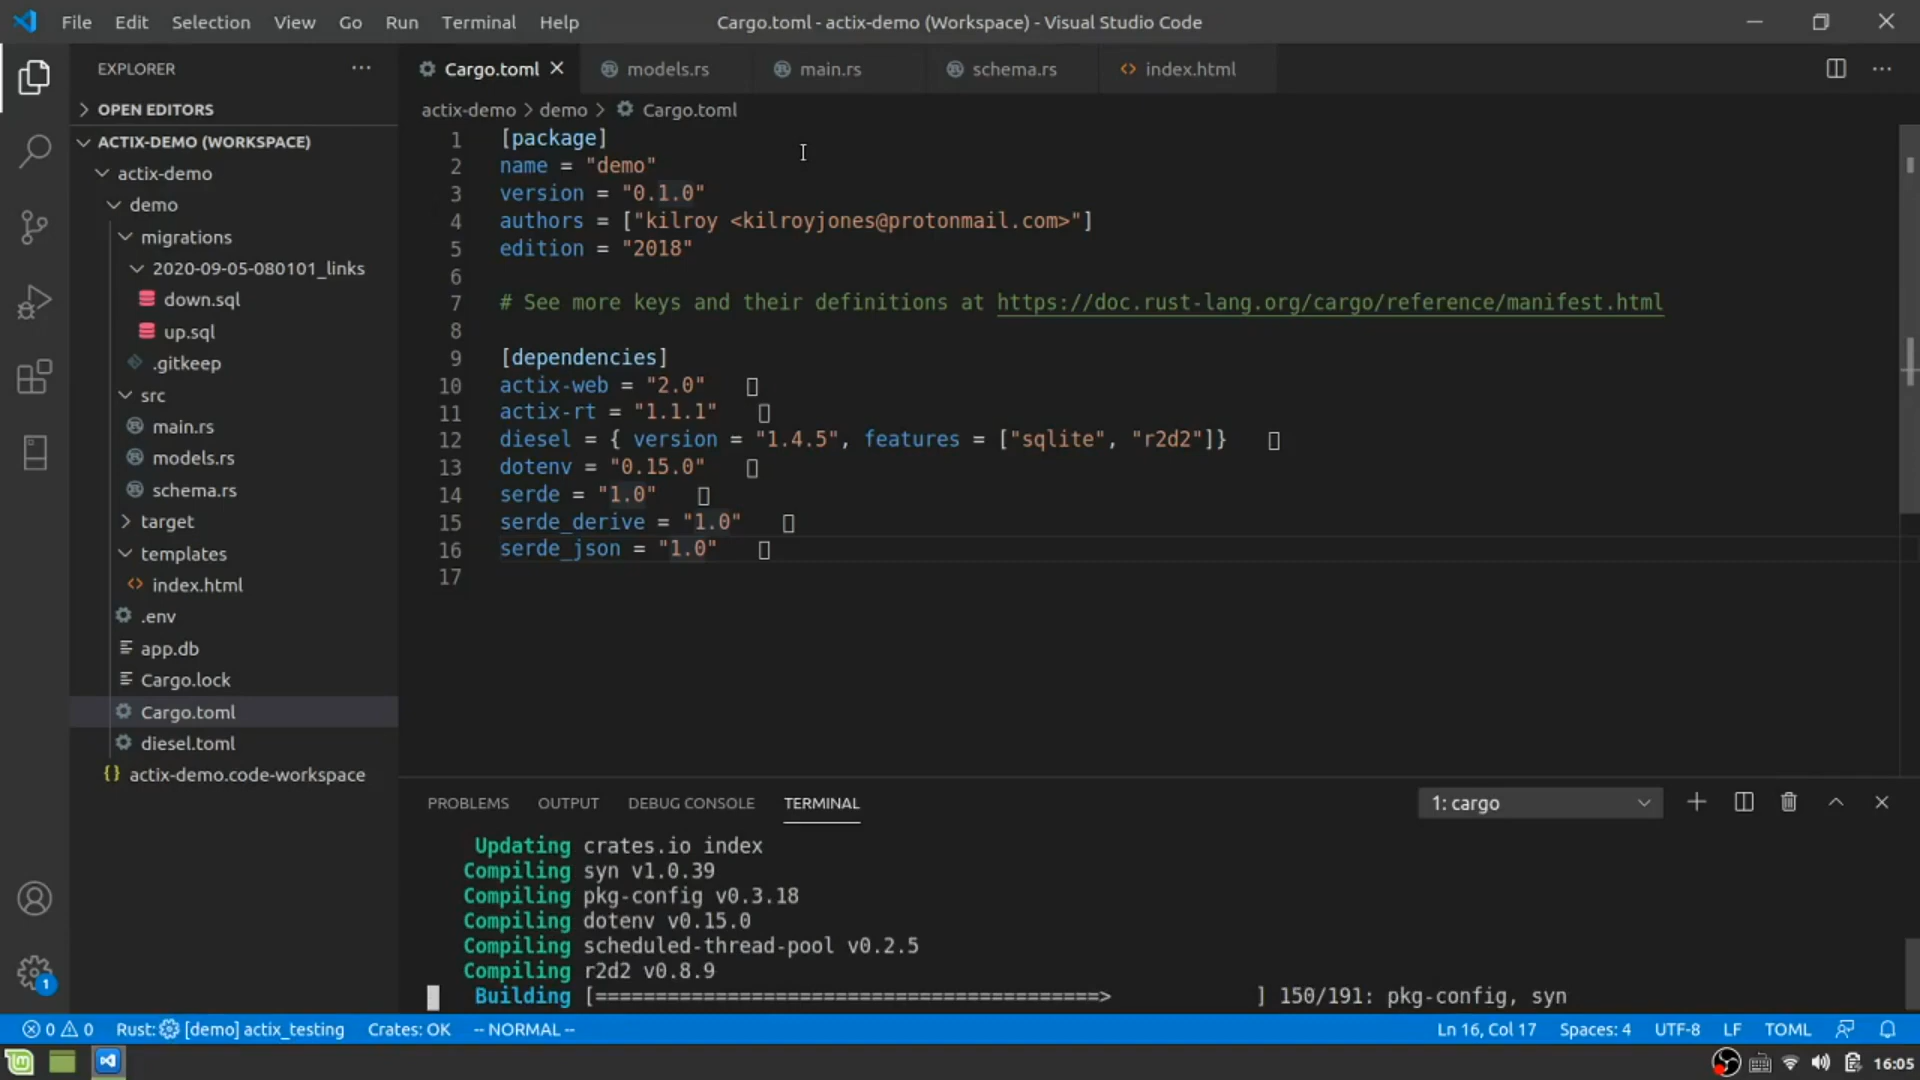 File Edit Selection View Go Run Terminal Help Cargo.toml - actix-demo (Workspace) - Visual Studio Code
EXPLORER ···
Cargo.toml models.rs main.rs schema.rs index.html ···
OPEN EDITORS
actix-demo > demo > Cargo.toml
ACTIX-DEMO (WORKSPACE)
actix-demo
demo
migrations
2020-09-05-080101_links
down.sql
up.sql
.gitkeep
src
main.rs
models.rs
schema.rs
target
templates
index.html
.env
app.db
Cargo.lock
Cargo.toml
diesel.toml
actix-demo.code-workspace
1 [package]
2 name = "demo"
3 version = "0.1.0"
4 authors = ["kilroy <kilroyjones@protonmail.com>"]
5 edition = "2018"
6
7 # See more keys and their definitions at https://doc.rust-lang.org/cargo/reference/manifest.html
8
9 [dependencies]
10 actix-web = "2.0"
11 actix-rt = "1.1.1"
12 diesel = { version = "1.4.5", features = ["sqlite", "r2d2"]}
13 dotenv = "0.15.0"
14 serde = "1.0"
15 serde_derive = "1.0"
16 serde_json = "1.0"
17
PROBLEMS OUTPUT DEBUG CONSOLE TERMINAL 1: cargo
Updating crates.io index
Compiling syn v1.0.39
Compiling pkg-config v0.3.18
Compiling dotenv v0.15.0
Compiling scheduled-thread-pool v0.2.5
Compiling r2d2 v0.8.9
Building [==========================================> ] 150/191: pkg-config, syn
1
0 0 Rust: [demo] actix_testing Crates: OK -- NORMAL -- Ln 16, Col 17 Spaces: 4 UTF-8 LF TOML
16:05